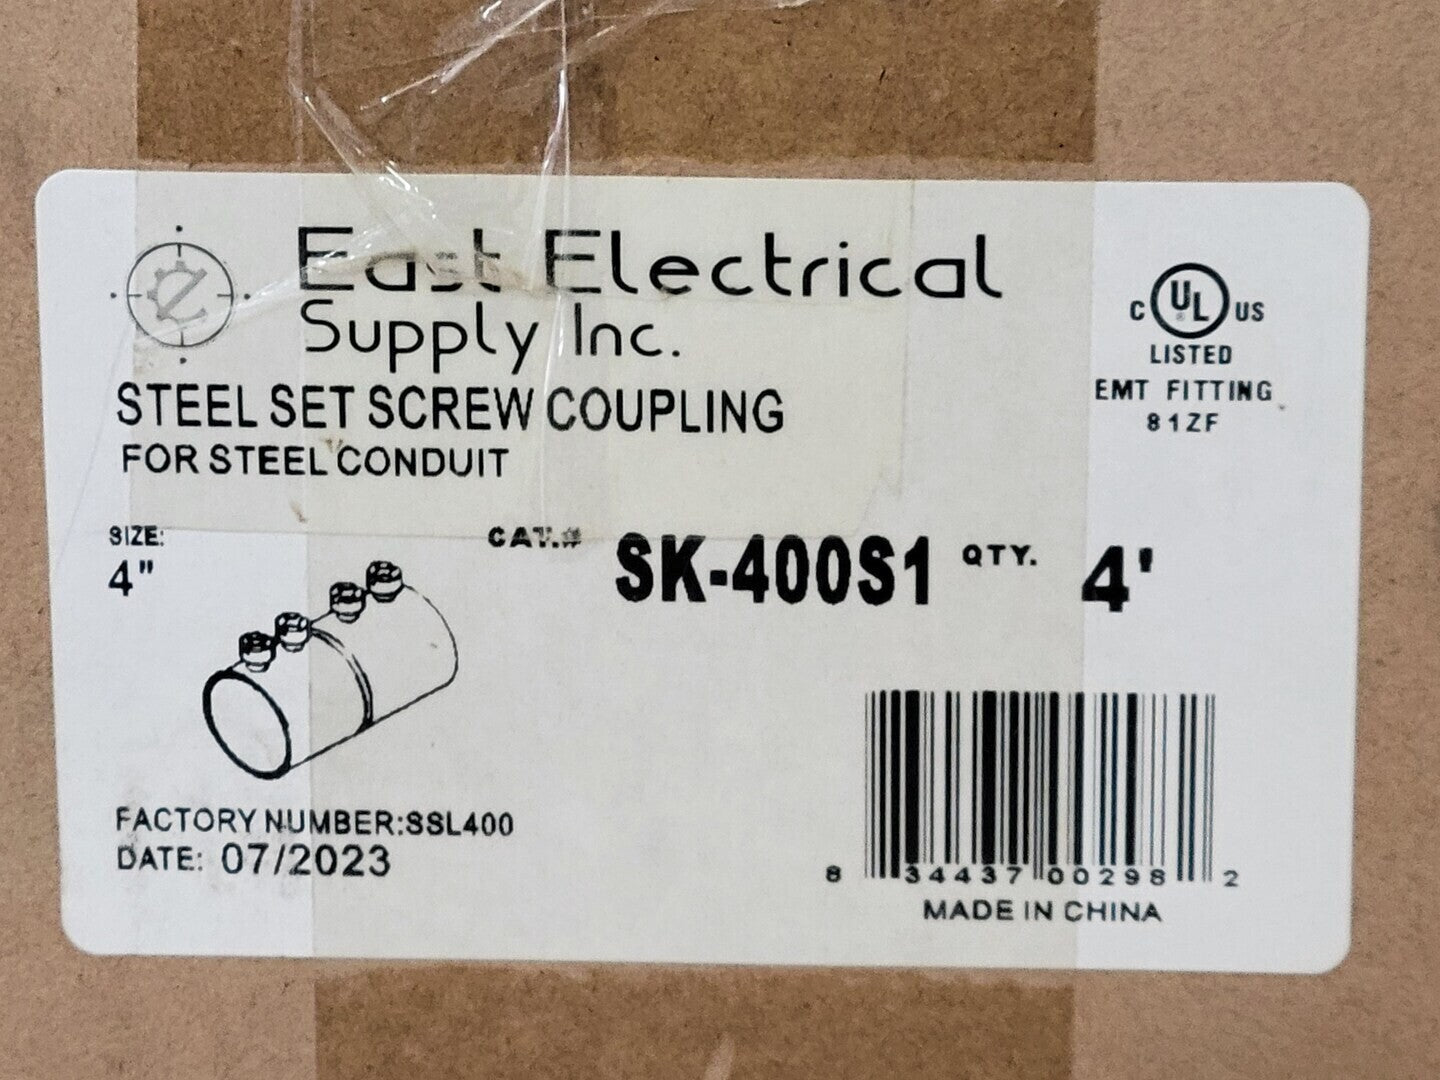 East Electrical
Supply Inc.
STEEL SET SCREW COUPLING
FOR STEEL CONDUIT
C UL US
®
LISTED
EMT FITTING
81ZF
SIZE:
4"
CAT.# SK-400S1 QTY. 4'
FACTORY NUMBER:SSL400
DATE: 07/2023
8 34437 00298 2
MADE IN CHINA